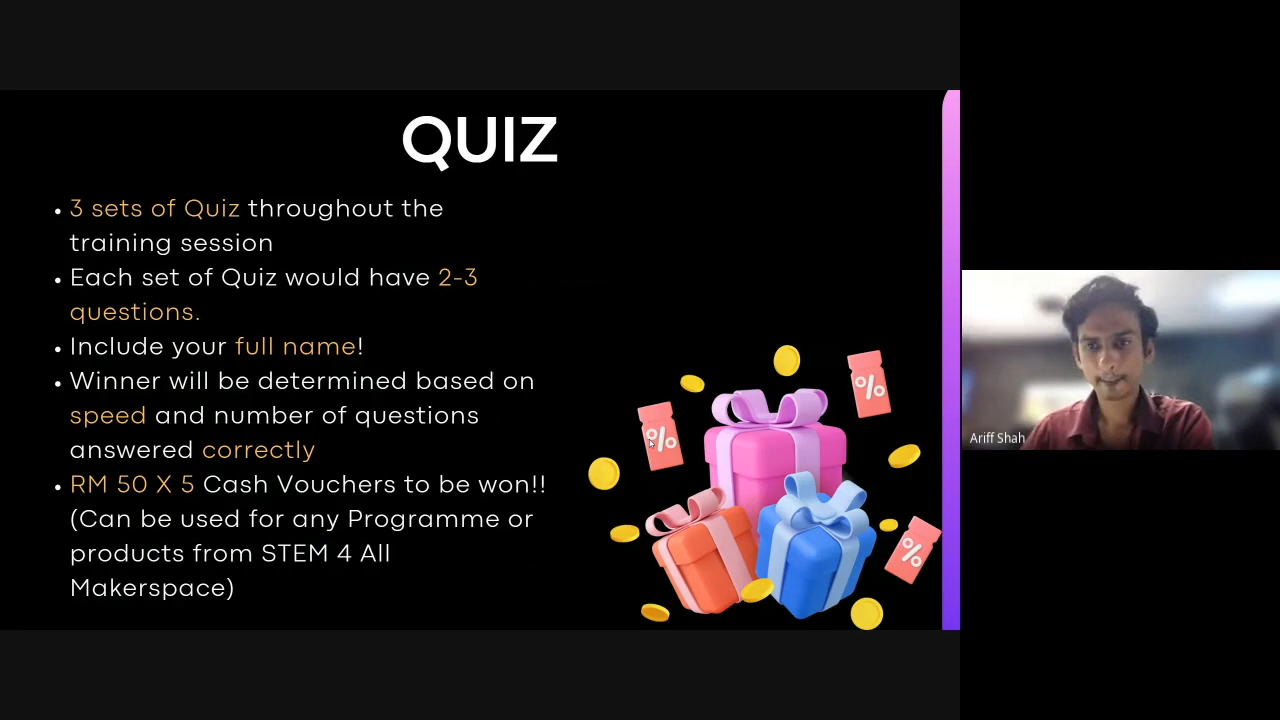 QUIZ
• 3 sets of Quiz throughout the
training session
• Each set of Quiz would have 2-3
questions.
• Include your full name!
• Winner will be determined based on
speed and number of questions
answered correctly
• RM 50 X 5 Cash Vouchers to be won!!
(Can be used for any Programme or
products from STEM 4 All
Makerspace)
%
%
%
Ariff Shah